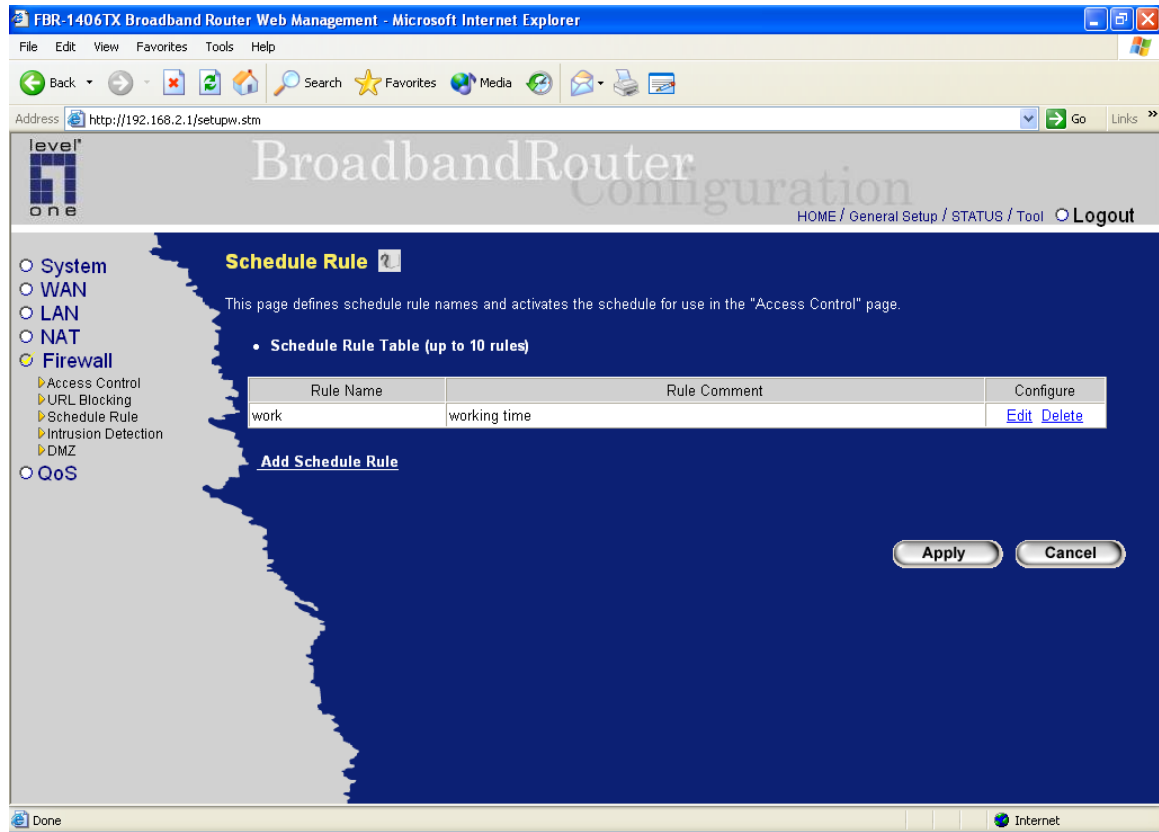 FBR-1406TX Broadband Router Web Management - Microsoft Internet Explorer
File Edit View Favorites Tools Help
Back Search Favorites Media
Address http://192.168.2.1/setupw.stm Go Links »
level one
BroadbandRouter
Configuration
HOME / General Setup / STATUS / Tool Logout
System
WAN
LAN
NAT
Firewall
Access Control
URL Blocking
Schedule Rule
Intrusion Detection
DMZ
QoS
Schedule Rule
This page defines schedule rule names and activates the schedule for use in the "Access Control" page.
• Schedule Rule Table (up to 10 rules)
Rule Name Rule Comment Configure
work working time Edit Delete
Add Schedule Rule
Apply Cancel
Done Internet